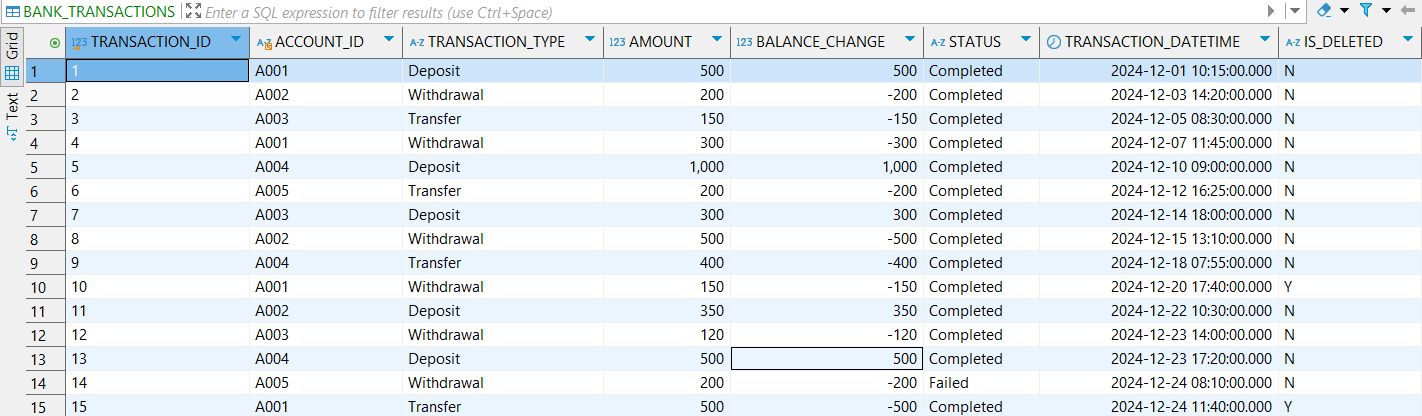 BANK_TRANSACTIONS Enter a SQL expression to filter results (use Ctrl+Space)
Grid
Text
123 TRANSACTION_ID A-Z ACCOUNT_ID A-Z TRANSACTION_TYPE 123 AMOUNT 123 BALANCE_CHANGE A-Z STATUS TRANSACTION_DATETIME A-Z IS_DELETED
1 1 A001 Deposit 500 500 Completed 2024-12-01 10:15:00.000 N
2 2 A002 Withdrawal 200 -200 Completed 2024-12-03 14:20:00.000 N
3 3 A003 Transfer 150 -150 Completed 2024-12-05 08:30:00.000 N
4 4 A001 Withdrawal 300 -300 Completed 2024-12-07 11:45:00.000 N
5 5 A004 Deposit 1,000 1,000 Completed 2024-12-10 09:00:00.000 N
6 6 A005 Transfer 200 -200 Completed 2024-12-12 16:25:00.000 N
7 7 A003 Deposit 300 300 Completed 2024-12-14 18:00:00.000 N
8 8 A002 Withdrawal 500 -500 Completed 2024-12-15 13:10:00.000 N
9 9 A004 Transfer 400 -400 Completed 2024-12-18 07:55:00.000 N
10 10 A001 Withdrawal 150 -150 Completed 2024-12-20 17:40:00.000 Y
11 11 A002 Deposit 350 350 Completed 2024-12-22 10:30:00.000 N
12 12 A003 Withdrawal 120 -120 Completed 2024-12-23 14:00:00.000 N
13 13 A004 Deposit 500 500 Completed 2024-12-23 17:20:00.000 N
14 14 A005 Withdrawal 200 -200 Failed 2024-12-24 08:10:00.000 N
15 15 A001 Transfer 500 -500 Completed 2024-12-24 11:40:00.000 Y